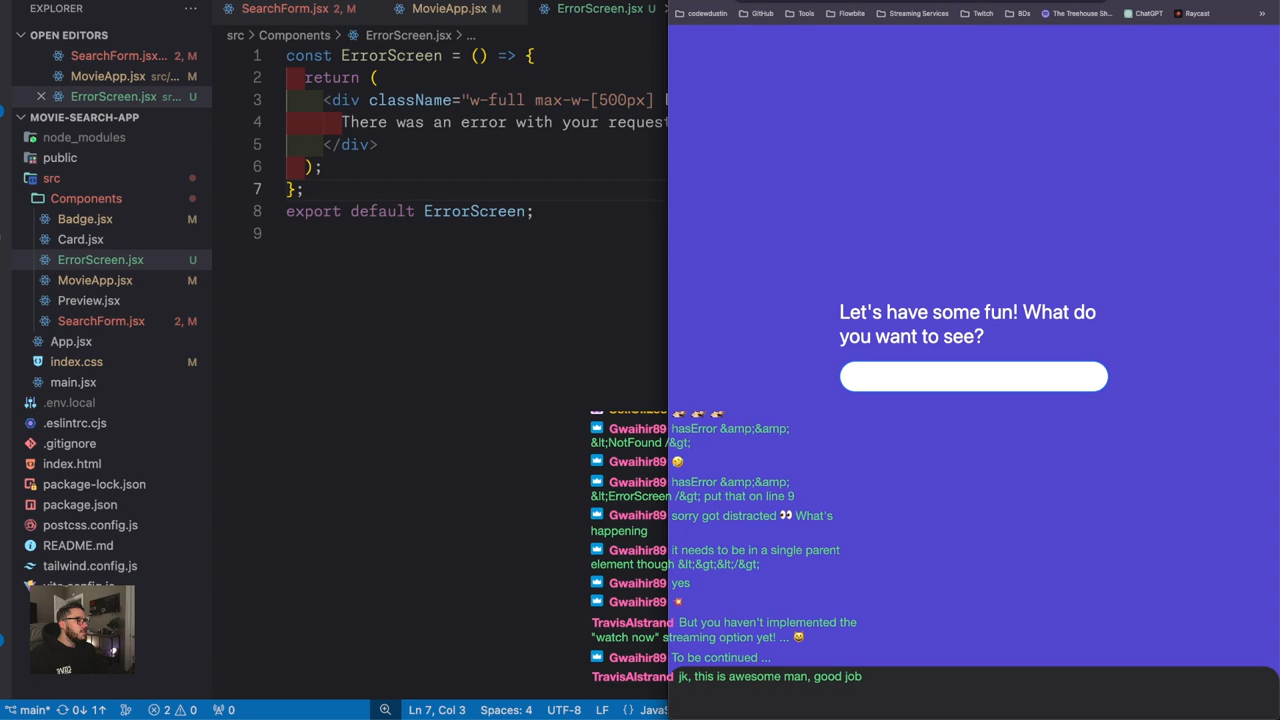 EXPLORER ...
OPEN EDITORS
SearchForm.jsx... 2, M
MovieApp.jsx src/... M
ErrorScreen.jsx sr... U
MOVIE-SEARCH-APP
node_modules
public
src
Components
Badge.jsx M
Card.jsx
ErrorScreen.jsx U
MovieApp.jsx M
Preview.jsx
SearchForm.jsx 2, M
App.jsx
index.css M
main.jsx
.env.local
.eslintrc.cjs
.gitignore
index.html
package-lock.json
package.json
postcss.config.js
README.md
tailwind.config.js
vite.config.js
SearchForm.jsx 2, M MovieApp.jsx M ErrorScreen.jsx U
src > Components > ErrorScreen.jsx > ...
1 const ErrorScreen = () => {
2 return (
3 <div className="w-full max-w-[500px]
4 There was an error with your request
5 </div>
6 );
7 };
8 export default ErrorScreen;
9
codewdustin GitHub Tools Flowbite Streaming Services Twitch BDs The Treehouse Sh... ChatGPT Raycast »
Let's have some fun! What do
you want to see?
Gwaihir89 hasError &amp;&amp;
&lt;NotFound /&gt;
Gwaihir89 🤣
Gwaihir89 hasError &amp;&amp;
&lt;ErrorScreen /&gt; put that on line 9
Gwaihir89 sorry got distracted 👀 What's
happening
Gwaihir89 it needs to be in a single parent
element though &lt;&gt;&lt;/&gt;
Gwaihir89 yes
Gwaihir89 💥
TravisAlstrand But you haven't implemented the
"watch now" streaming option yet! ... 😆
Gwaihir89 To be continued ...
TravisAlstrand jk, this is awesome man, good job
main* 0↓ 1↑ 2 0 0 Ln 7, Col 3 Spaces: 4 UTF-8 LF {} Java